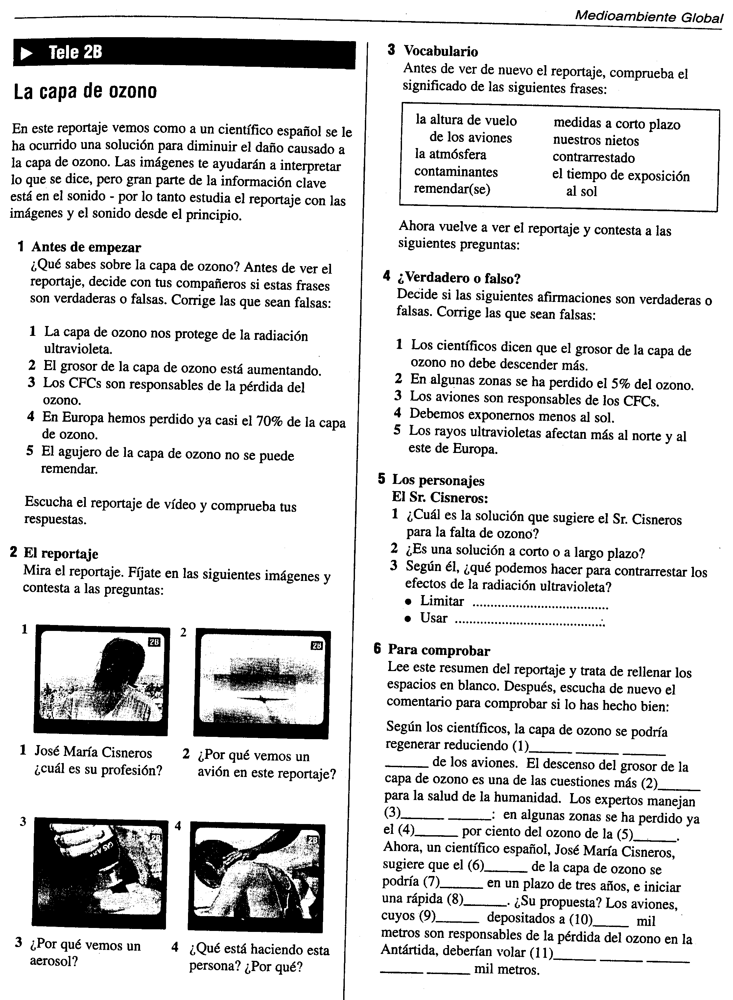 Medioambiente Global
Tele 2B
La capa de ozono
En este reportaje vemos como a un científico español se le
ha ocurrido una solución para diminuir el daño causado a
la capa de ozono. Las imágenes te ayudarán a interpretar
lo que se dice, pero gran parte de la información clave
está en el sonido - por lo tanto estudia el reportaje con las
imágenes y el sonido desde el principio.
1 Antes de empezar
¿Qué sabes sobre la capa de ozono? Antes de ver el
reportaje, decide con tus compañeros si estas frases
son verdaderas o falsas. Corrige las que sean falsas:
1 La capa de ozono nos protege de la radiación
ultravioleta.
2 El grosor de la capa de ozono está aumentando.
3 Los CFCs son responsables de la pérdida del
ozono.
4 En Europa hemos perdido ya casi el 70% de la capa
de ozono.
5 El agujero de la capa de ozono no se puede
remendar.
Escucha el reportaje de vídeo y comprueba tus
respuestas.
2 El reportaje
Mira el reportaje. Fíjate en las siguientes imágenes y
contesta a las preguntas:
1
2B
2
2B
1 José María Cisneros
¿cuál es su profesión?
2 ¿Por qué vemos un
avión en este reportaje?
3
2B
4
2B
3 ¿Por qué vemos un
aerosol?
4 ¿Qué está haciendo esta
persona? ¿Por qué?
3 Vocabulario
Antes de ver de nuevo el reportaje, comprueba el
significado de las siguientes frases:
la altura de vuelo
de los aviones
la atmósfera
contaminantes
remendar(se)
medidas a corto plazo
nuestros nietos
contrarrestado
el tiempo de exposición
al sol
Ahora vuelve a ver el reportaje y contesta a las
siguientes preguntas:
4 ¿Verdadero o falso?
Decide si las siguientes afirmaciones son verdaderas o
falsas. Corrige las que sean falsas:
1 Los científicos dicen que el grosor de la capa de
ozono no debe descender más.
2 En algunas zonas se ha perdido el 5% del ozono.
3 Los aviones son responsables de los CFCs.
4 Debemos exponernos menos al sol.
5 Los rayos ultravioletas afectan más al norte y al
este de Europa.
5 Los personajes
El Sr. Cisneros:
1 ¿Cuál es la solución que sugiere el Sr. Cisneros
para la falta de ozono?
2 ¿Es una solución a corto o a largo plazo?
3 Según él, ¿qué podemos hacer para contrarrestar los
efectos de la radiación ultravioleta?
• Limitar ......................................
• Usar ..........................................
6 Para comprobar
Lee este resumen del reportaje y trata de rellenar los
espacios en blanco. Después, escucha de nuevo el
comentario para comprobar si lo has hecho bien:
Según los científicos, la capa de ozono se podría
regenerar reduciendo (1)______ ______ ______
______ de los aviones. El descenso del grosor de la
capa de ozono es una de las cuestiones más (2)______
para la salud de la humanidad. Los expertos manejan
(3)______ ______: en algunas zonas se ha perdido ya
el (4)______ por ciento del ozono de la (5)______.
Ahora, un científico español, José María Cisneros,
sugiere que el (6)______ de la capa de ozono se
podría (7)______ en un plazo de tres años, e iniciar
una rápida (8)______. ¿Su propuesta? Los aviones,
cuyos (9)______ depositados a (10)_____ mil
metros son responsables de la pérdida del ozono en la
Antártida, deberían volar (11)______ ______ ______
______ ______ mil metros.